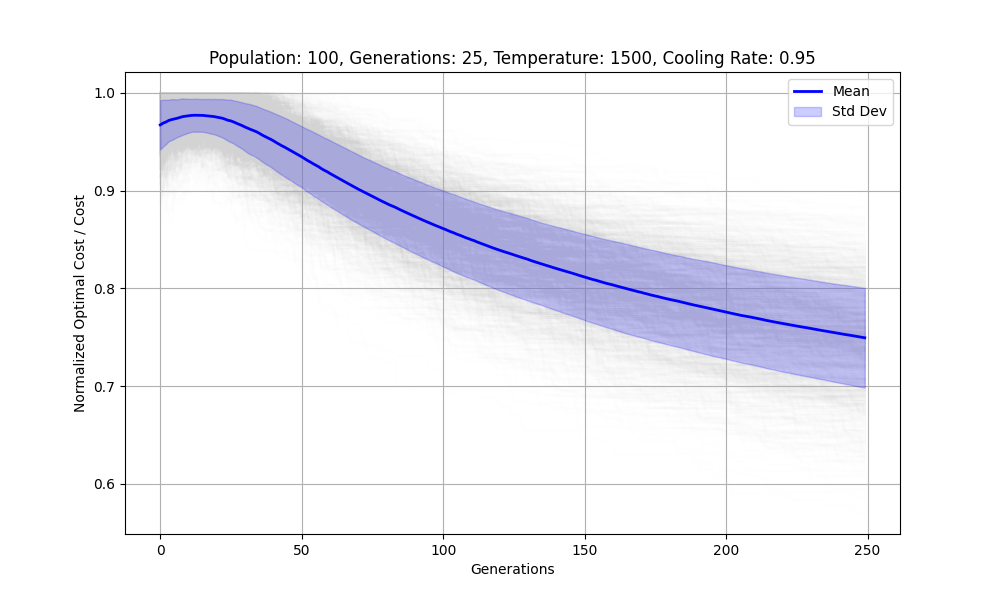 Population: 100, Generations: 25, Temperature: 1500, Cooling Rate: 0.95
Mean
Std Dev
Normalized Optimal Cost / Cost
1.0
0.9
0.8
0.7
0.6
0 50 100 150 200 250
Generations